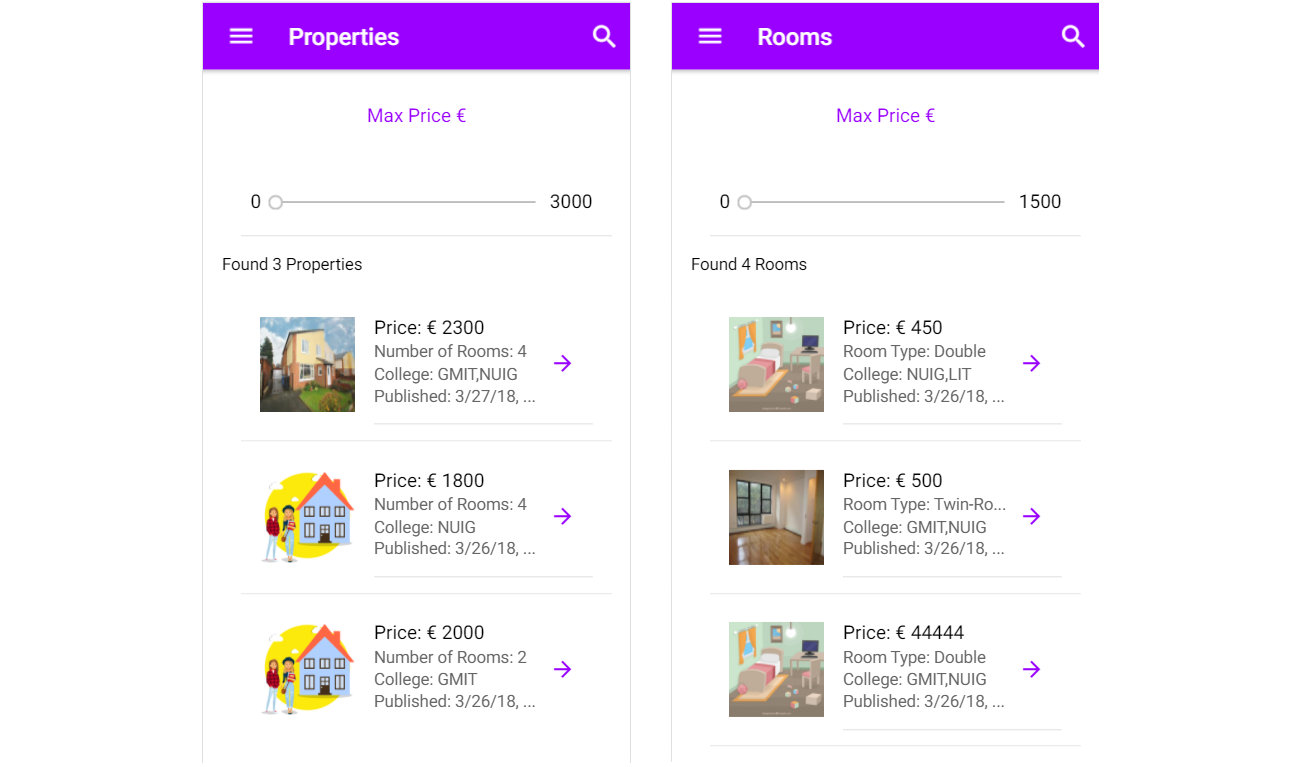 Properties
Max Price €
0 3000
Found 3 Properties
Price: € 2300
Number of Rooms: 4
College: GMIT,NUIG
Published: 3/27/18, ...
Price: € 1800
Number of Rooms: 4
College: NUIG
Published: 3/26/18, ...
Price: € 2000
Number of Rooms: 2
College: GMIT
Published: 3/26/18, ...
Rooms
Max Price €
0 1500
Found 4 Rooms
Price: € 450
Room Type: Double
College: NUIG,LIT
Published: 3/26/18, ...
Price: € 500
Room Type: Twin-Ro...
College: GMIT,NUIG
Published: 3/26/18, ...
Price: € 44444
Room Type: Double
College: GMIT,NUIG
Published: 3/26/18, ...